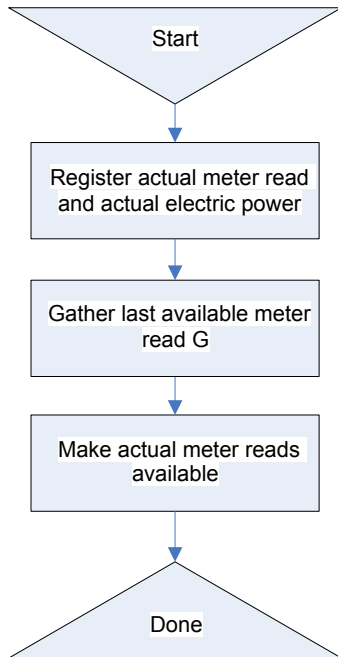 Start
Register actual meter read
and actual electric power
Gather last available meter
read G
Make actual meter reads
available
Done